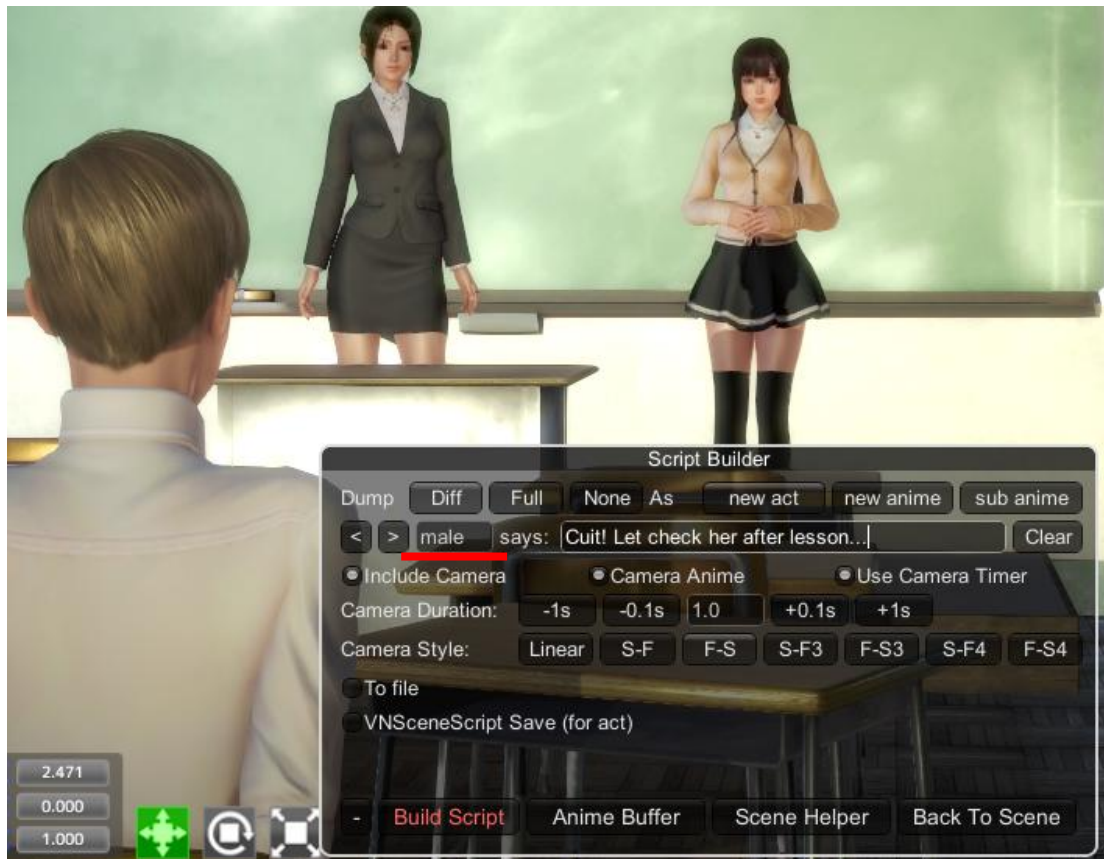 Script Builder
Dump Diff Full None As new act new anime sub anime
< > male says: Cuit! Let check her after lesson... Clear
Include Camera Camera Anime Use Camera Timer
Camera Duration: -1s -0.1s 1.0 +0.1s +1s
Camera Style: Linear S-F F-S S-F3 F-S3 S-F4 F-S4
To file
VNSceneScript Save (for act)
2.471
0.000
1.000
- Build Script Anime Buffer Scene Helper Back To Scene